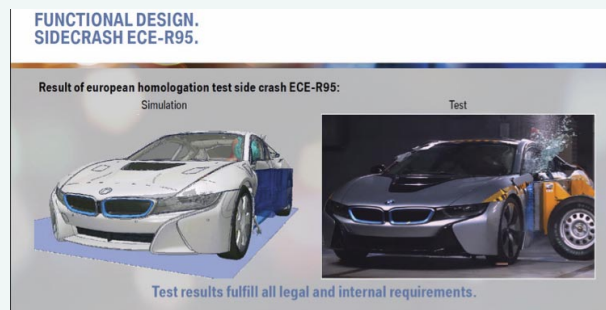 FUNCTIONAL DESIGN.
SIDECRASH ECE-R95.
Result of european homologation test side crash ECE-R95:
Simulation
Test
Test results fulfill all legal and internal requirements.